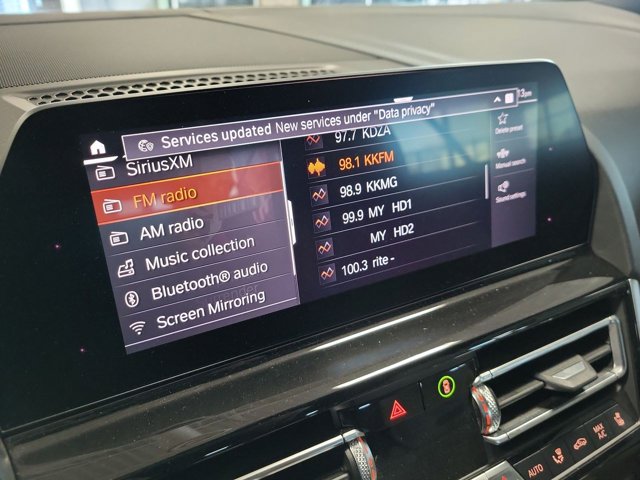 Services updated New services under "Data privacy"
SiriusXM
FM radio
AM radio
Music collection
Bluetooth® audio
Screen Mirroring
97.7 KDZA
98.1 KKFM
98.9 KKMG
99.9 MY HD1
MY HD2
100.3 rite-
Delete preset
Manual search
Sound settings
AUTO
MAX
A/C